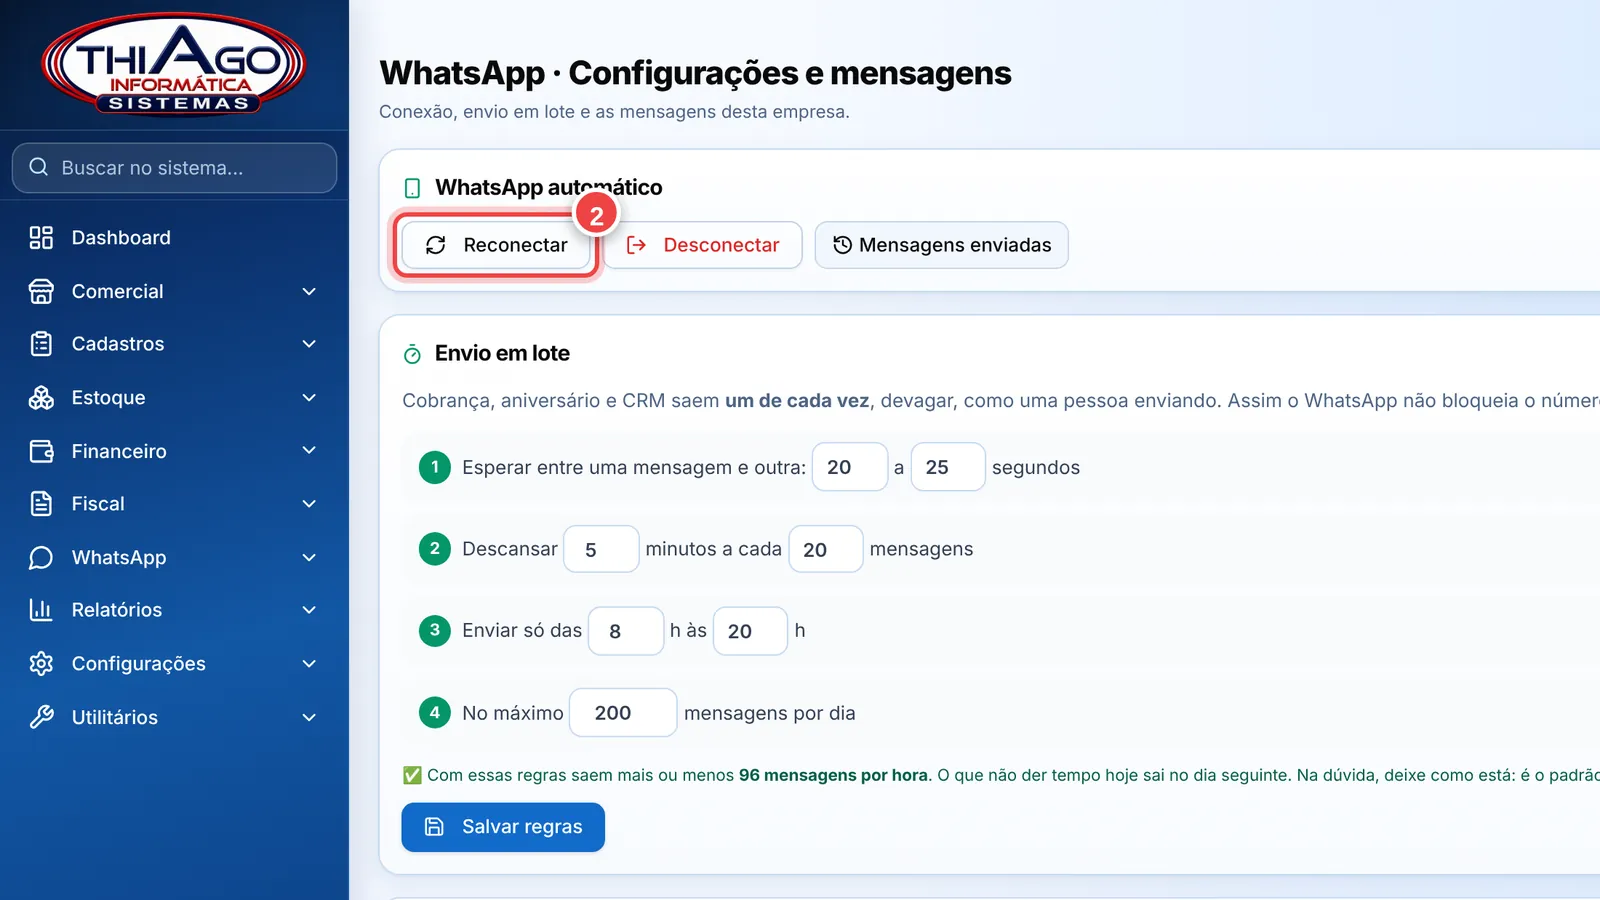 THIAGO
INFORMÁTICA
SISTEMAS
Buscar no sistema...
Dashboard
Comercial
Cadastros
Estoque
Financeiro
Fiscal
WhatsApp
Relatórios
Configurações
Utilitários
WhatsApp · Configurações e mensagens
Conexão, envio em lote e as mensagens desta empresa.
WhatsApp automático
2
Reconectar
Desconectar
Mensagens enviadas
Envio em lote
Cobrança, aniversário e CRM saem um de cada vez, devagar, como uma pessoa enviando. Assim o WhatsApp não bloqueia o númer
1 Esperar entre uma mensagem e outra: 20 a 25 segundos
2 Descansar 5 minutos a cada 20 mensagens
3 Enviar só das 8 h às 20 h
4 No máximo 200 mensagens por dia
✅ Com essas regras saem mais ou menos 96 mensagens por hora. O que não der tempo hoje sai no dia seguinte. Na dúvida, deixe como está: é o padrã
Salvar regras